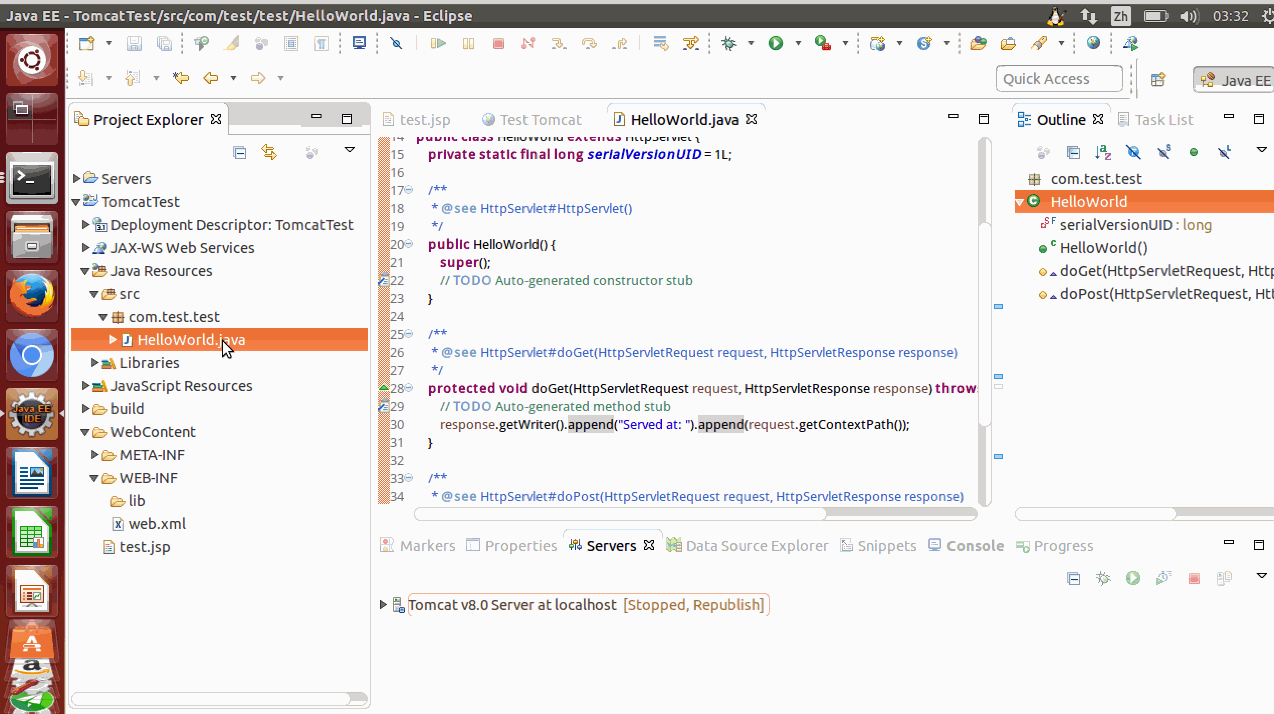 Java EE - TomcatTest/src/com/test/test/HelloWorld.java - Eclipse
Zh
03:32
Quick Access
Java EE
Project Explorer
Servers
TomcatTest
Deployment Descriptor: TomcatTest
JAX-WS Web Services
Java Resources
src
com.test.test
HelloWorld.java
Libraries
JavaScript Resources
build
WebContent
META-INF
WEB-INF
lib
web.xml
test.jsp
Java EE
IDE
test.jsp Test Tomcat HelloWorld.java
14 public class HelloWorld extends HttpServlet {
15 private static final long serialVersionUID = 1L;
16
17 /**
18 * @see HttpServlet#HttpServlet()
19 */
20 public HelloWorld() {
21 super();
22 // TODO Auto-generated constructor stub
23 }
24
25 /**
26 * @see HttpServlet#doGet(HttpServletRequest request, HttpServletResponse response)
27 */
28 protected void doGet(HttpServletRequest request, HttpServletResponse response) throw
29 // TODO Auto-generated method stub
30 response.getWriter().append("Served at: ").append(request.getContextPath());
31 }
32
33 /**
34 * @see HttpServlet#doPost(HttpServletRequest request, HttpServletResponse response)
Outline Task List
com.test.test
HelloWorld
serialVersionUID : long
HelloWorld()
doGet(HttpServletRequest, Http
doPost(HttpServletRequest, Htt
Markers Properties Servers Data Source Explorer Snippets Console Progress
Tomcat v8.0 Server at localhost [Stopped, Republish]